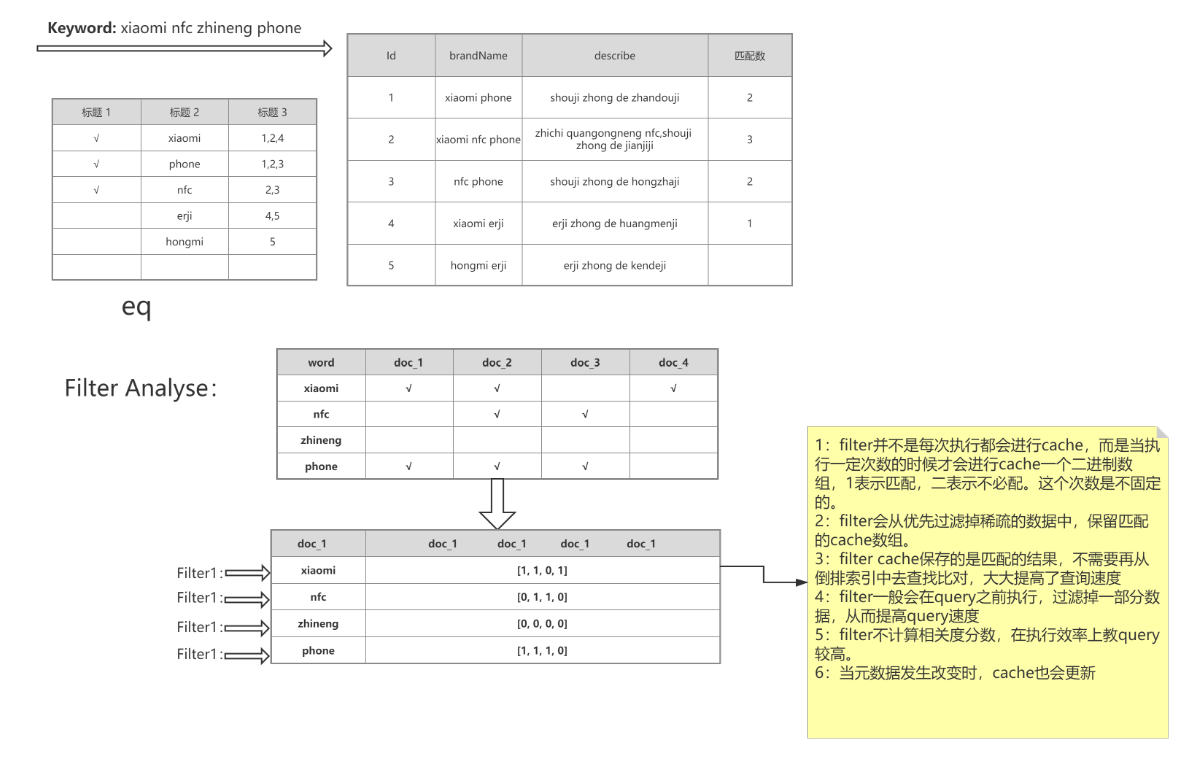 Keyword: xiaomi nfc zhineng phone
Id brandName describe 匹配数
1 xiaomi phone shouji zhong de zhandouji 2
2 xiaomi nfc phone zhichi quangongneng nfc,shouji
zhong de jianjiji 3
3 nfc phone shouji zhong de hongzhaji 2
4 xiaomi erji erji zhong de huangmenji 1
5 hongmi erji erji zhong de kendeji
标题 1 标题 2 标题 3
√ xiaomi 1,2,4
√ phone 1,2,3
√ nfc 2,3
erji 4,5
hongmi 5
eq
Filter Analyse：
word doc_1 doc_2 doc_3 doc_4
xiaomi √ √ √
nfc √ √
zhineng
phone √ √ √
doc_1 doc_1 doc_1 doc_1 doc_1
Filter1: xiaomi [1, 1, 0, 1]
Filter1: nfc [0, 1, 1, 0]
Filter1: zhineng [0, 0, 0, 0]
Filter1: phone [1, 1, 1, 0]
1：filter并不是每次执行都会进行cache，而是当执
行一定次数的时候才会进行cache一个二进制数
组，1表示匹配，二表示不必配。这个次数是不固定
的。
2：filter会从优先过滤掉稀疏的数据中，保留匹配
的cache数组。
3：filter cache保存的是匹配的结果，不需要再从
倒排索引中去查找比对，大大提高了查询速度
4：filter一般会在query之前执行，过滤掉一部分数
据，从而提高query速度
5：filter不计算相关度分数，在执行效率上教query
较高。
6：当元数据发生改变时，cache也会更新